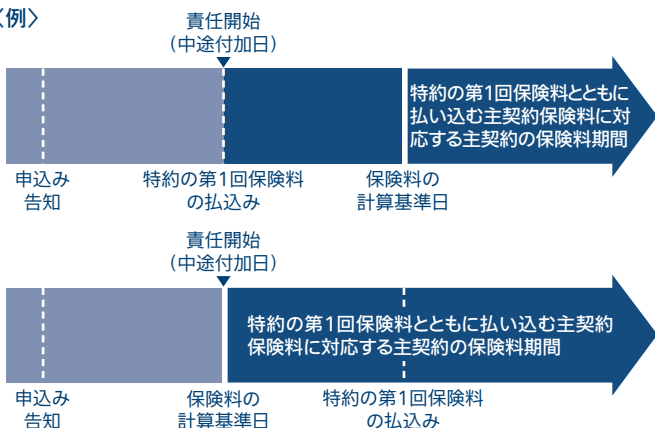 〈例〉
責任開始
（中途付加日）
特約の第1回保険料とともに
払い込む主契約保険料に対
応する主契約の保険料期間
申込み
告知
特約の第1回保険料
の払込み
保険料の
計算基準日
責任開始
（中途付加日）
特約の第1回保険料とともに払い込む主契約
保険料に対応する主契約の保険料期間
申込み
告知
保険料の
計算基準日
特約の第1回保険料
の払込み